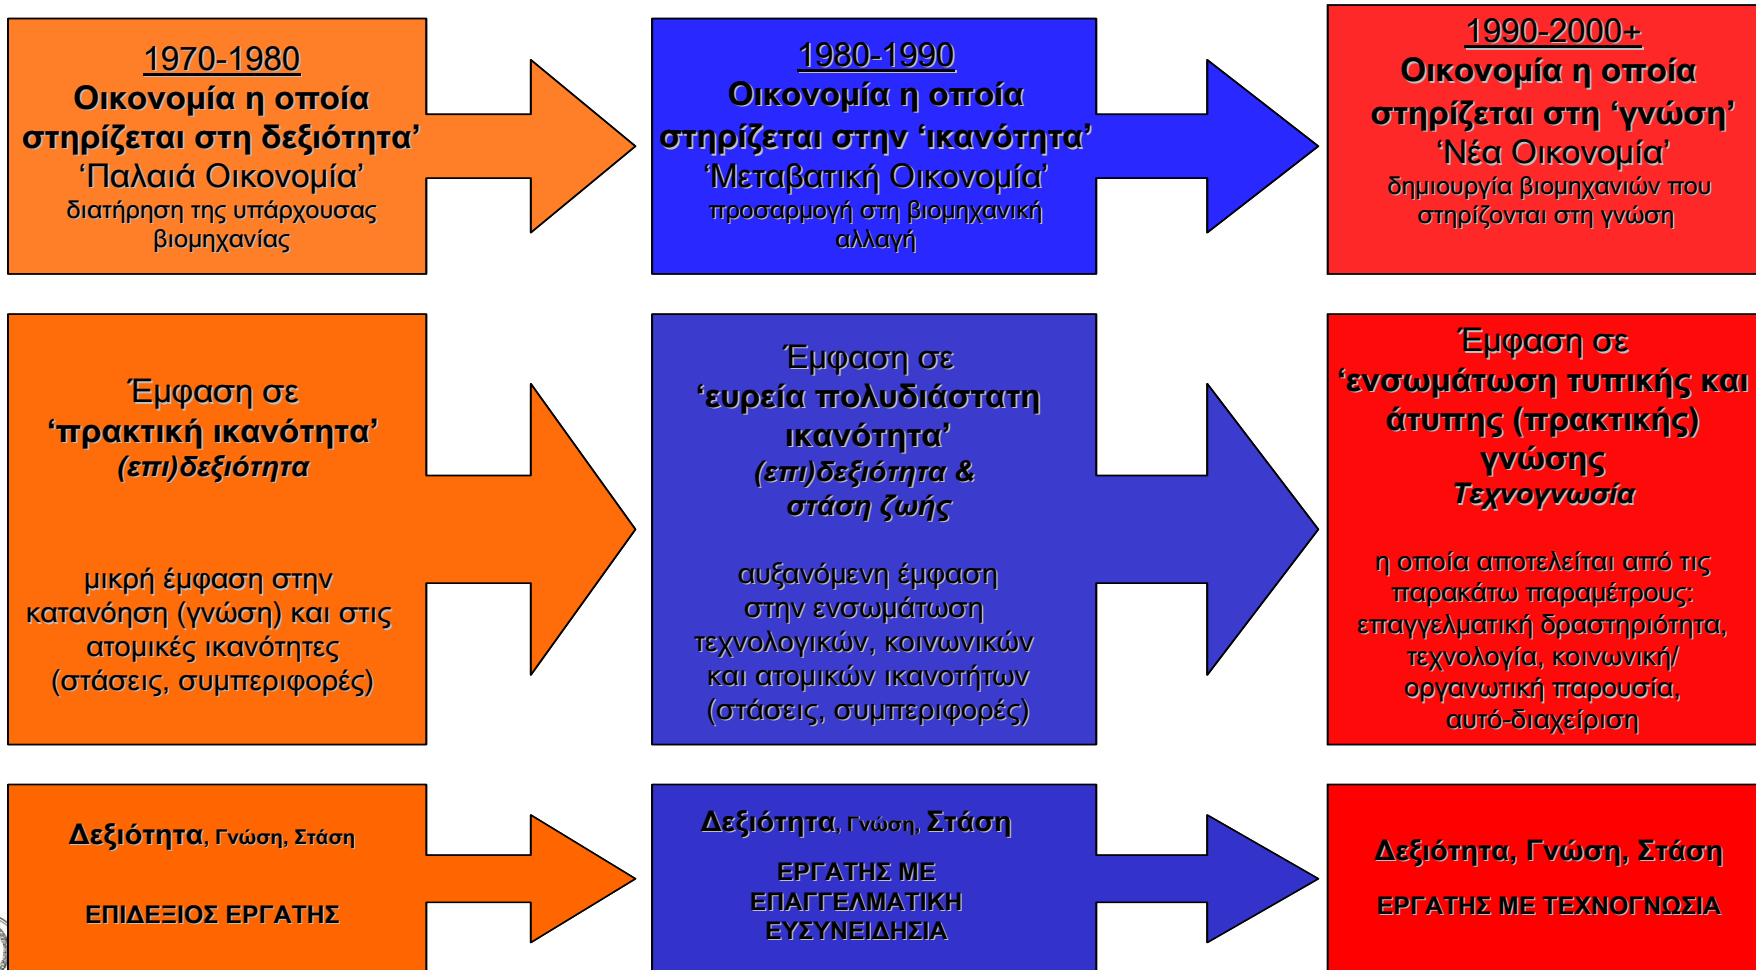 1970-1980
Οικονομία η οποία
στηρίζεται στη δεξιότητα’
‘Παλαιά Οικονομία’
διατήρηση της υπάρχουσας
βιομηχανίας
1980-1990
Οικονομία η οποία
στηρίζεται στην ‘ικανότητα’
‘Μεταβατική Οικονομία’
προσαρμογή στη βιομηχανική
αλλαγή
1990-2000+
Οικονομία η οποία
στηρίζεται στη ‘γνώση’
‘Νέα Οικονομία’
δημιουργία βιομηχανιών που
στηρίζονται στη γνώση
Έμφαση σε
‘πρακτική ικανότητα’
(επι)δεξιότητα
μικρή έμφαση στην
κατανόηση (γνώση) και στις
ατομικές ικανότητες
(στάσεις, συμπεριφορές)
Έμφαση σε
‘ευρεία πολυδιάστατη
ικανότητα’
(επι)δεξιότητα &
στάση ζωής
αυξανόμενη έμφαση
στην ενσωμάτωση
τεχνολογικών, κοινωνικών
και ατομικών ικανοτήτων
(στάσεις, συμπεριφορές)
Έμφαση σε
‘ενσωμάτωση τυπικής και
άτυπης (πρακτικής)
γνώσης
Τεχνογνωσία
η οποία αποτελείται από τις
παρακάτω παραμέτρους:
επαγγελματική δραστηριότητα,
τεχνολογία, κοινωνική/
οργανωτική παρουσία,
αυτό-διαχείριση
Δεξιότητα, Γνώση, Στάση
ΕΠΙΔΕΞΙΟΣ ΕΡΓΑΤΗΣ
Δεξιότητα, Γνώση, Στάση
ΕΡΓΑΤΗΣ ΜΕ
ΕΠΑΓΓΕΛΜΑΤΙΚΗ
ΕΥΣΥΝΕΙΔΗΣΙΑ
Δεξιότητα, Γνώση, Στάση
ΕΡΓΑΤΗΣ ΜΕ ΤΕΧΝΟΓΝΩΣΙΑ